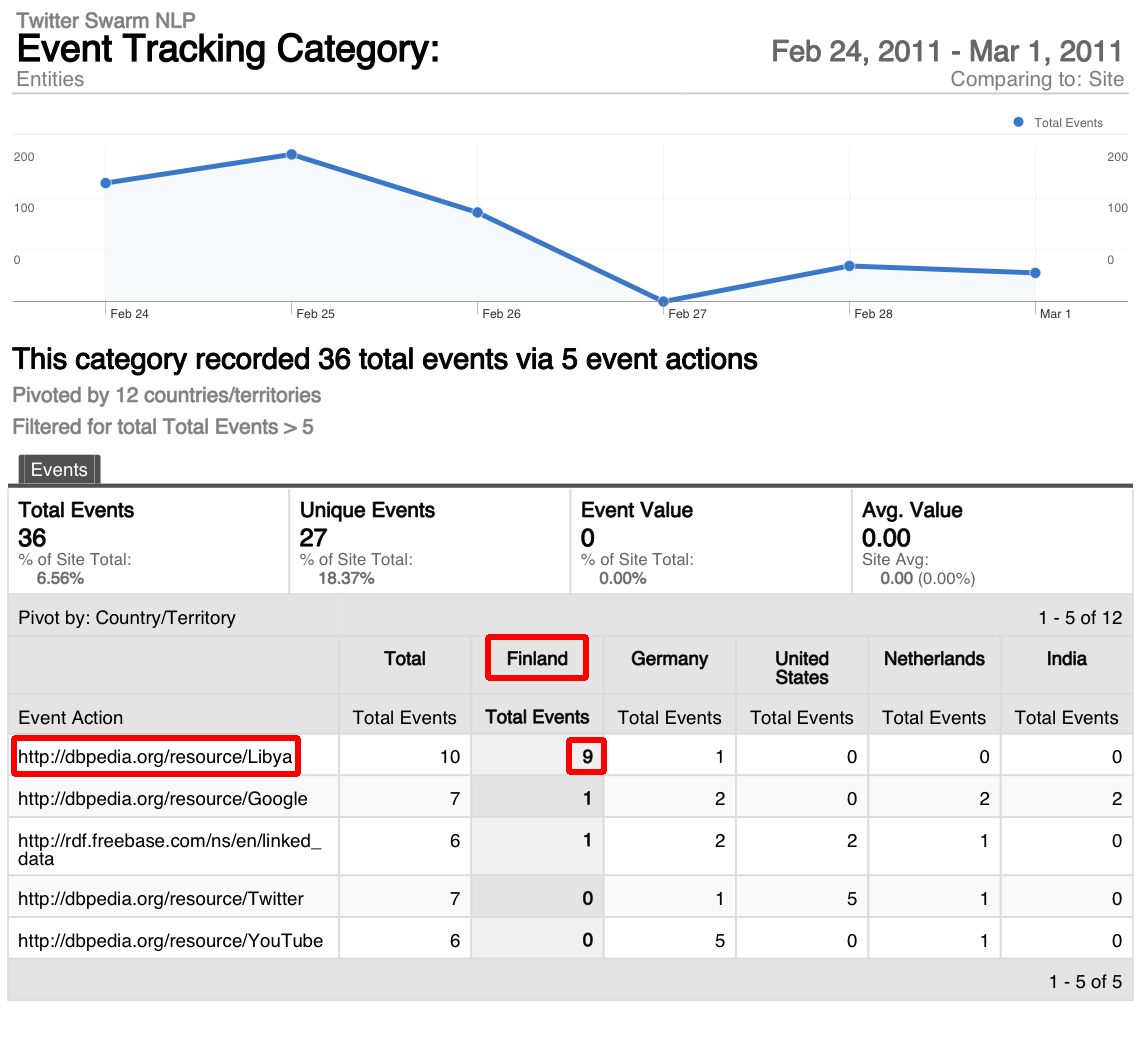 Twitter Swarm NLP
Event Tracking Category:
Feb 24, 2011 - Mar 1, 2011
Entities
Comparing to: Site
Total Events
200 200
100 100
0 0
Feb 24 Feb 25 Feb 26 Feb 27 Feb 28 Mar 1
This category recorded 36 total events via 5 event actions
Pivoted by 12 countries/territories
Filtered for total Total Events > 5
Events
Total Events Unique Events Event Value Avg. Value
36 27 0 0.00
% of Site Total: % of Site Total: % of Site Total: Site Avg:
6.56% 18.37% 0.00% 0.00 (0.00%)
Pivot by: Country/Territory 1 - 5 of 12
Total Finland Germany United States Netherlands India
Event Action Total Events Total Events Total Events Total Events Total Events Total Events
http://dbpedia.org/resource/Libya 10 9 1 0 0 0
http://dbpedia.org/resource/Google 7 1 2 0 2 2
http://rdf.freebase.com/ns/en/linked_ 6 1 2 2 1 0
data
http://dbpedia.org/resource/Twitter 7 0 1 5 1 0
http://dbpedia.org/resource/YouTube 6 0 5 0 1 0
1 - 5 of 5